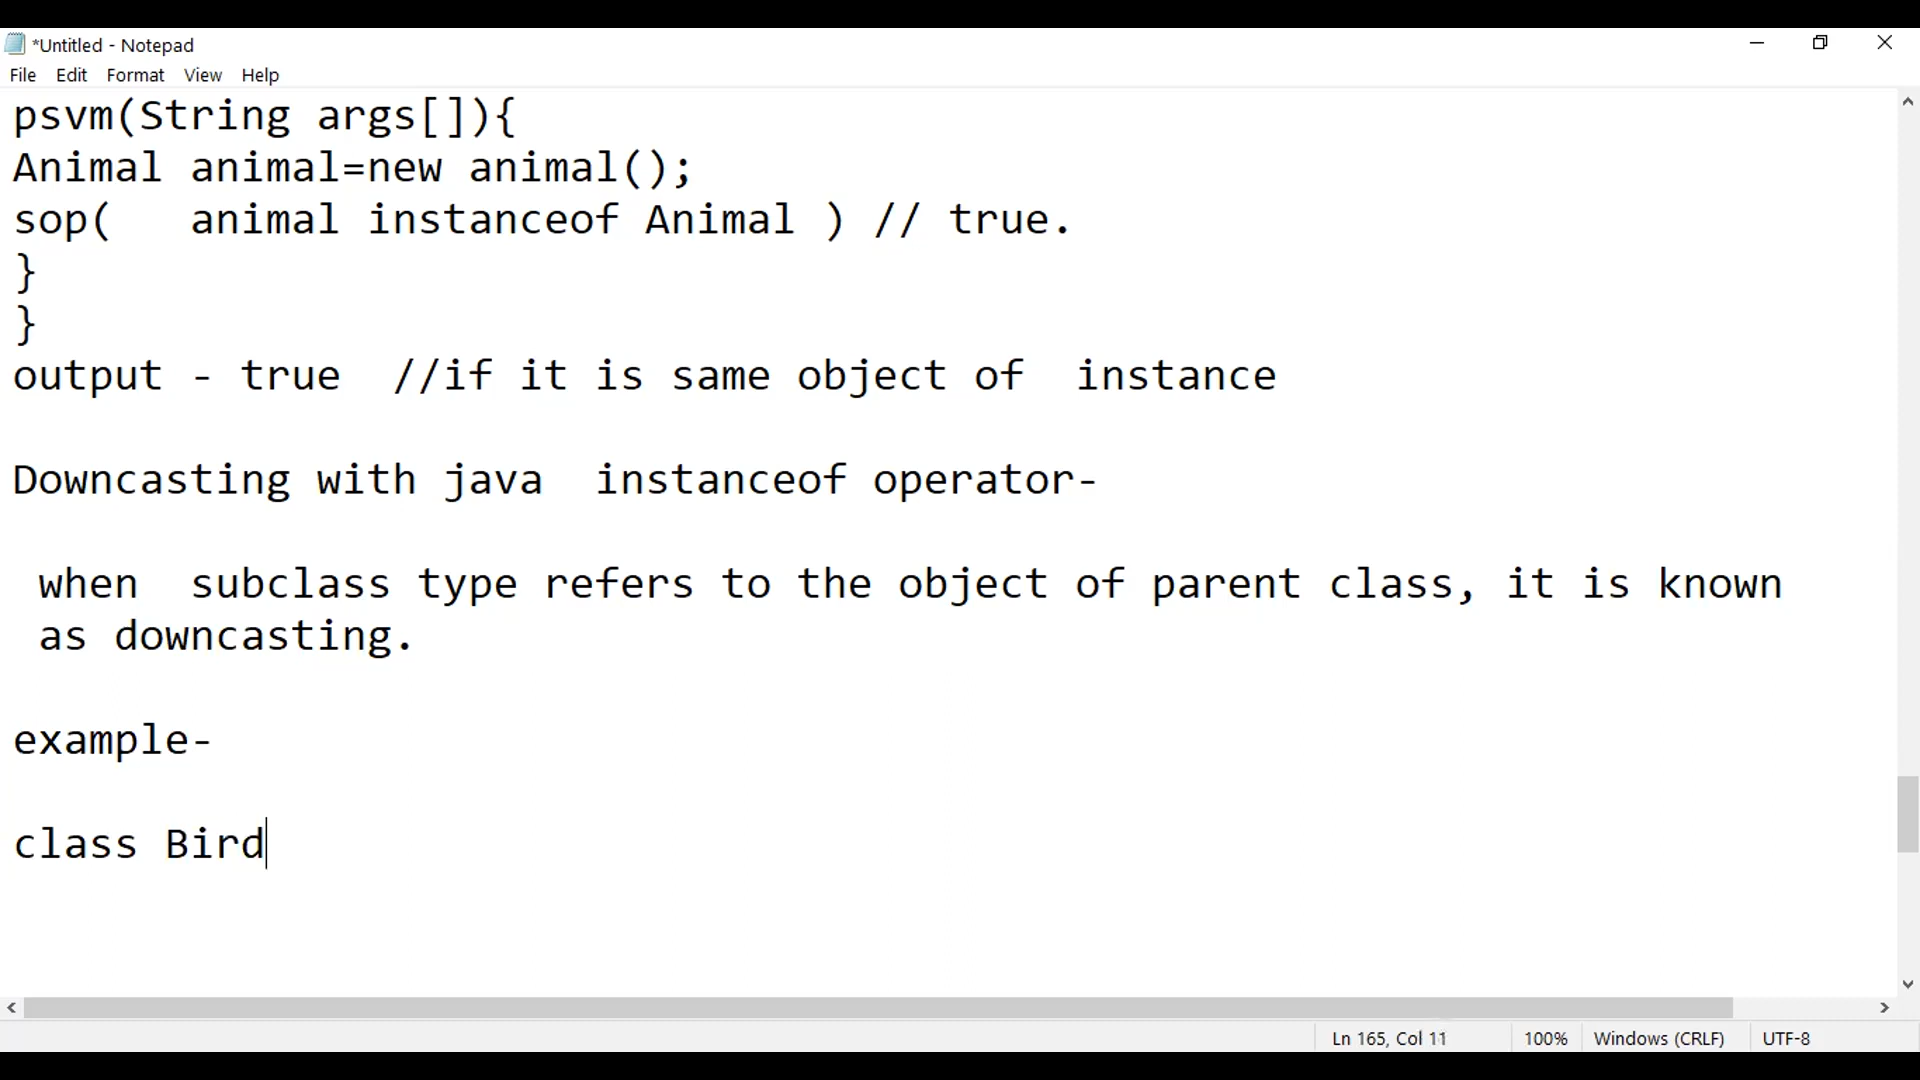 *Untitled - Notepad
File Edit Format View Help
psvm(String args[]){
Animal animal=new animal();
sop(   animal instanceof Animal ) // true.
}
}
output - true  //if it is same object of  instance
Downcasting with java  instanceof operator-
when  subclass type refers to the object of parent class, it is known
as downcasting.
example-
class Bird
Ln 165, Col 11 100% Windows (CRLF) UTF-8